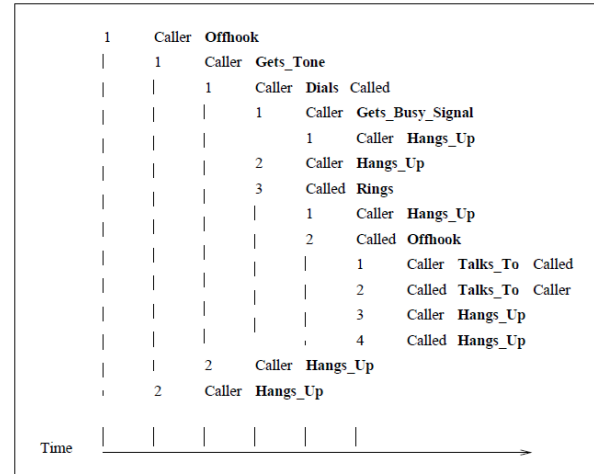 1 Caller Offhook
1 Caller Gets_Tone
1 Caller Dials Called
1 Caller Gets_Busy_Signal
1 Caller Hangs_Up
2 Caller Hangs_Up
3 Called Rings
1 Caller Hangs_Up
2 Called Offhook
1 Caller Talks_To Called
2 Called Talks_To Caller
3 Caller Hangs_Up
4 Called Hangs_Up
2 Caller Hangs_Up
2 Caller Hangs_Up
Time